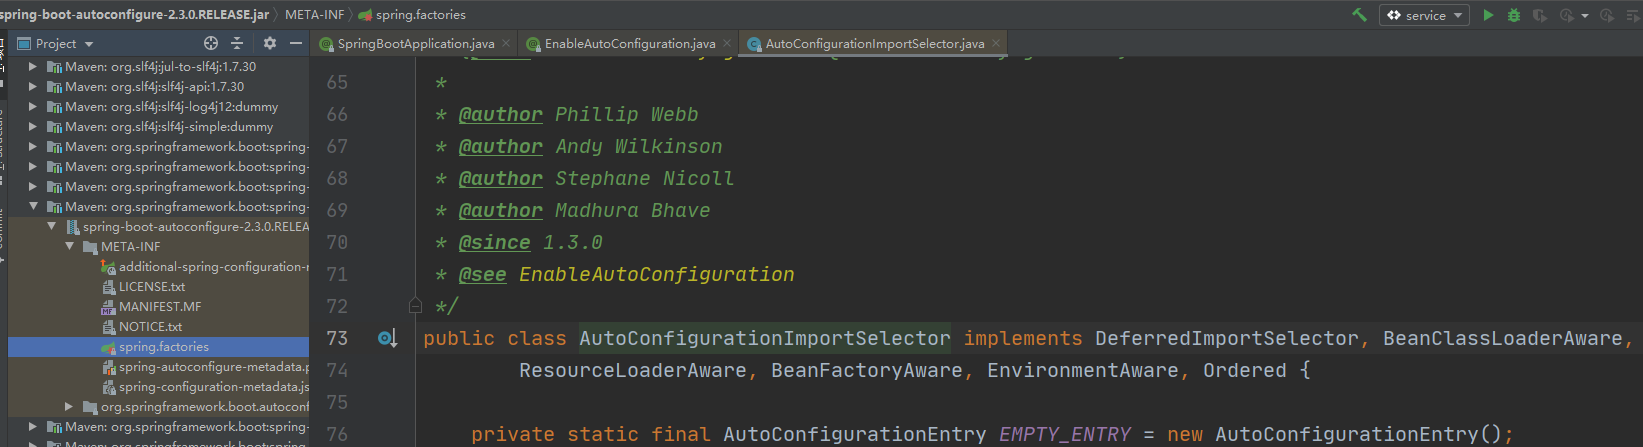 spring-boot-autoconfigure-2.3.0.RELEASE.jar META-INF spring.factories
service
Project
SpringBootApplication.java EnableAutoConfiguration.java AutoConfigurationImportSelector.java
Maven: org.slf4j:jul-to-slf4j:1.7.30
Maven: org.slf4j:slf4j-api:1.7.30
Maven: org.slf4j:slf4j-log4j12:dummy
Maven: org.slf4j:slf4j-simple:dummy
Maven: org.springframework.boot:spring-
Maven: org.springframework.boot:spring-
Maven: org.springframework.boot:spring-
Maven: org.springframework.boot:spring-
spring-boot-autoconfigure-2.3.0.RELEA
META-INF
additional-spring-configuration-
LICENSE.txt
MANIFEST.MF
NOTICE.txt
spring.factories
spring-autoconfigure-metadata.p
spring-configuration-metadata.js
org.springframework.boot.autoconf
Maven: org.springframework.boot:spring-
Maven: org.springframework.boot:spring-
65 *
66 * @author Phillip Webb
67 * @author Andy Wilkinson
68 * @author Stephane Nicoll
69 * @author Madhura Bhave
70 * @since 1.3.0
71 * @see EnableAutoConfiguration
72 */
73 public class AutoConfigurationImportSelector implements DeferredImportSelector, BeanClassLoaderAware,
74 ResourceLoaderAware, BeanFactoryAware, EnvironmentAware, Ordered {
75
76 private static final AutoConfigurationEntry EMPTY_ENTRY = new AutoConfigurationEntry();